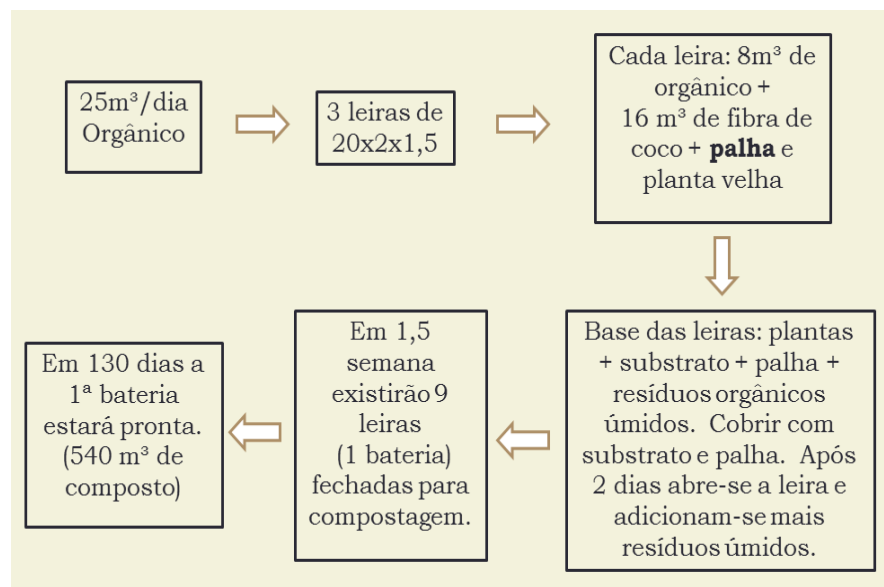 25m³/dia
Orgânico
3 leiras de
20x2x1,5
Cada leira: 8m³ de
orgânico +
16 m³ de fibra de
coco + palha e
planta velha
Base das leiras: plantas
+ substrato + palha +
resíduos orgânicos
úmidos. Cobrir com
substrato e palha. Após
2 dias abre-se a leira e
adicionam-se mais
resíduos úmidos.
Em 1,5
semana
existirão 9
leiras
(1 bateria)
fechadas para
compostagem.
Em 130 dias a
1ª bateria
estará pronta.
(540 m³ de
composto)